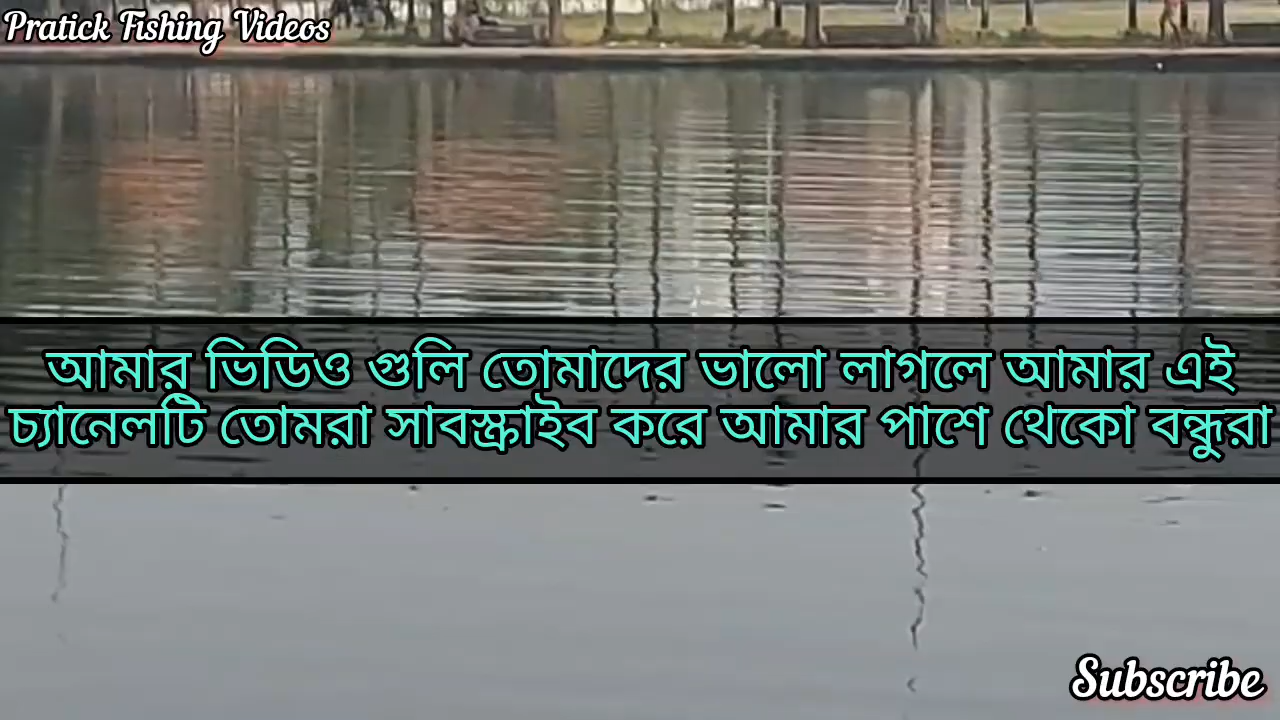 Pratick Fishing Videos
আমার ভিডিও গুলি তোমাদের ভালো লাগলে আমার এই
চ্যানেলটি তোমরা সাবস্ক্রাইব করে আমার পাশে থেকো বন্ধুরা
Subscribe